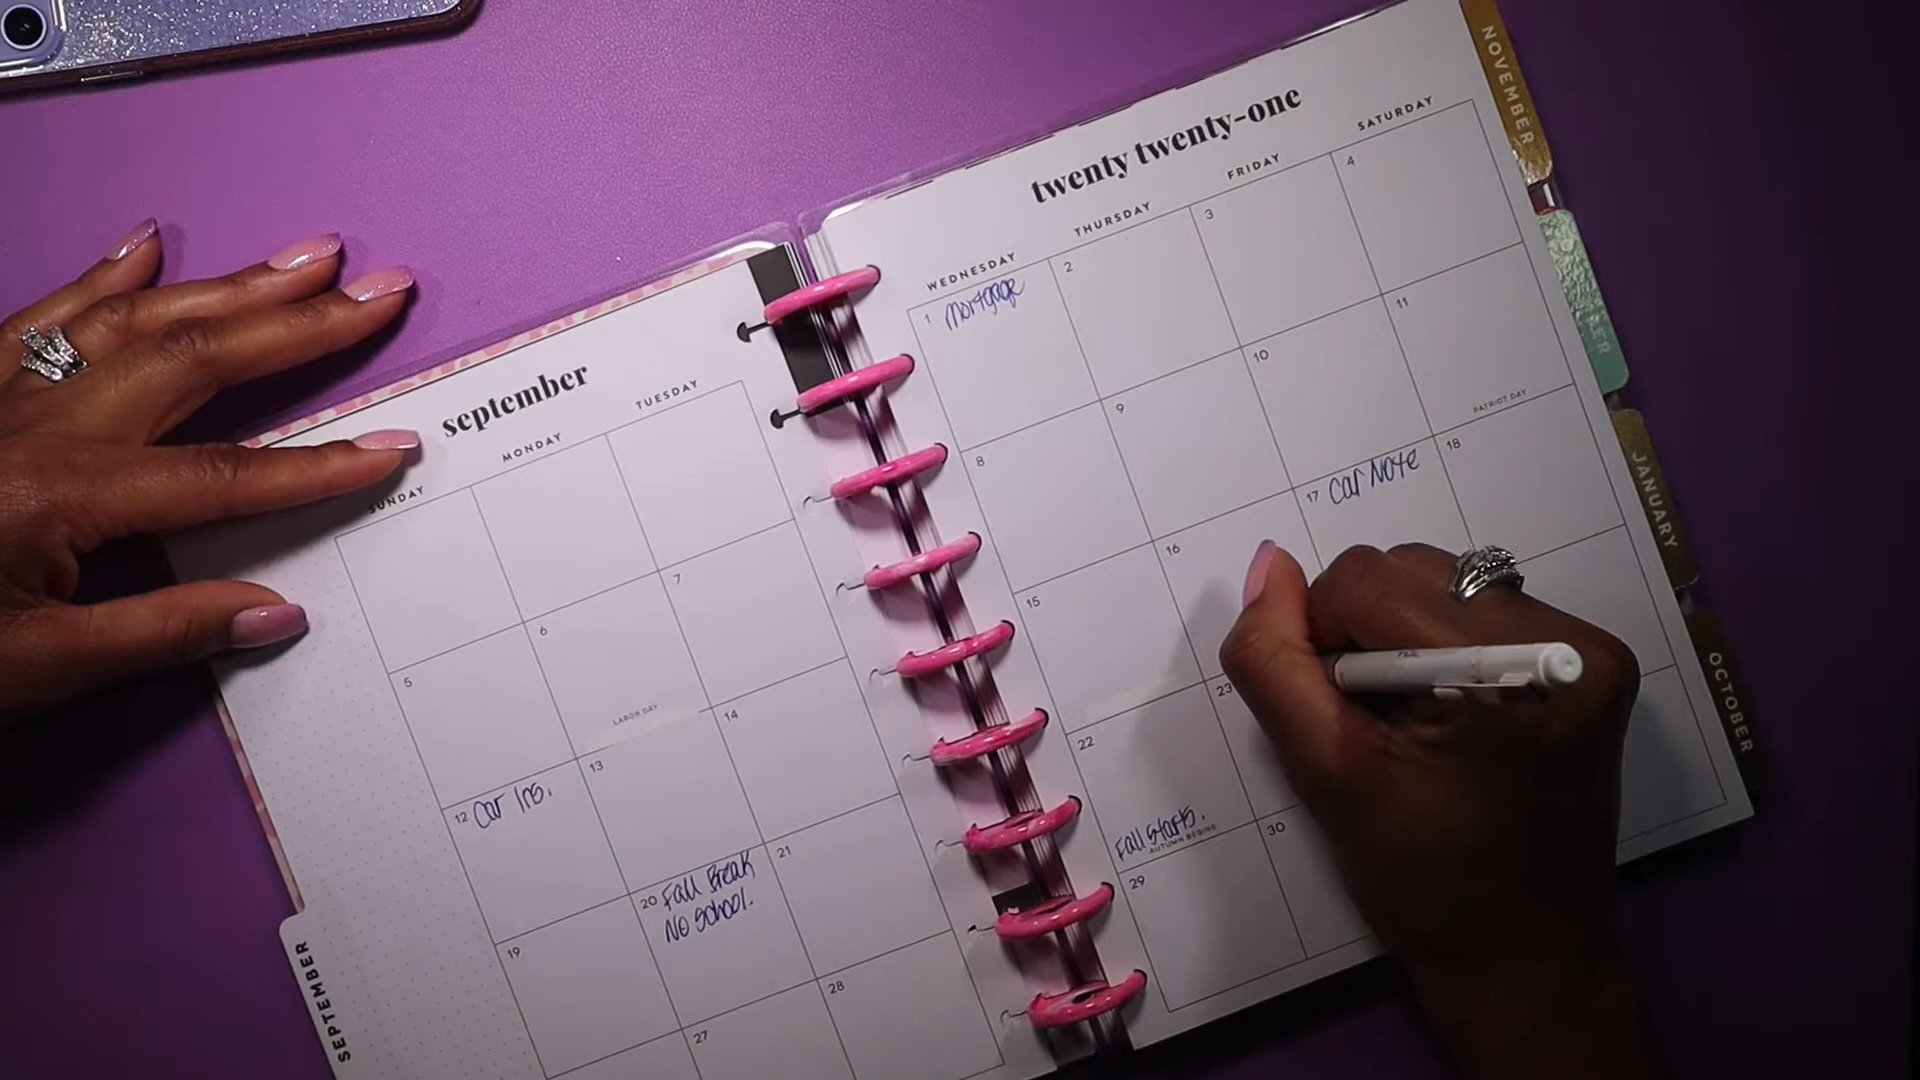 september
SUNDAY
MONDAY
TUESDAY
5
6
LABOR DAY
7
12 Car Ins.
13
14
19
20 Fall Break
No School.
21
27
28
SEPTEMBER
twenty twenty-one
WEDNESDAY
THURSDAY
FRIDAY
SATURDAY
1 Mortgage
2
3
4
8
9
10
11
PATRIOT DAY
15
16
17 Car Note
18
22
Fall Starts.
AUTUMN BEGINS
23
29
30
NOVEMBER
JANUARY
OCTOBER